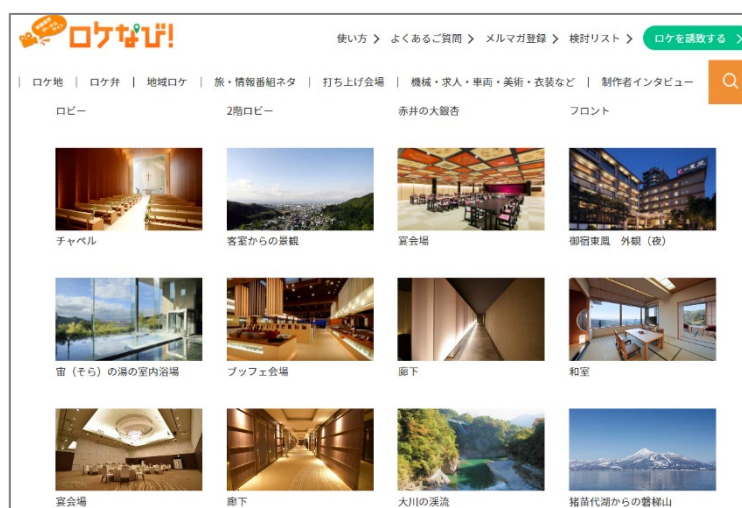 ロケなび!
使い方 よくあるご質問 メルマガ登録 検討リスト ロケを誘致する
ロケ地 | ロケ弁 | 地域ロケ | 旅・情報番組ネタ | 打ち上げ会場 | 機械・求人・車両・美術・衣装など | 制作者インタビュー
ロビー 2階ロビー 赤井の大銀杏 フロント
チャペル 客室からの景観 宴会場 御宿東鳳 外観（夜）
宙（そら）の湯の室内浴場 ブッフェ会場 廊下 和室
宴会場 廊下 大川の渓流 猪苗代湖からの磐梯山